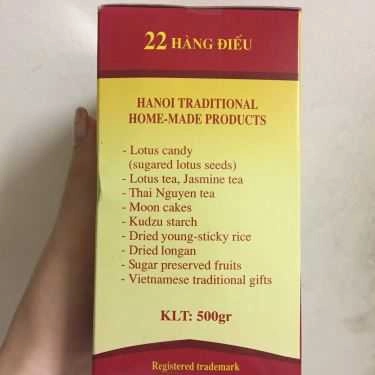 22 HÀNG ĐIẾU
HANOI TRADITIONAL
HOME-MADE PRODUCTS
- Lotus candy
(sugared lotus seeds)
- Lotus tea, Jasmine tea
- Thai Nguyen tea
- Moon cakes
- Kudzu starch
- Dried young-sticky rice
- Dried longan
- Sugar preserved fruits
- Vietnamese traditional gifts
KLT: 500gr
Registered trademark